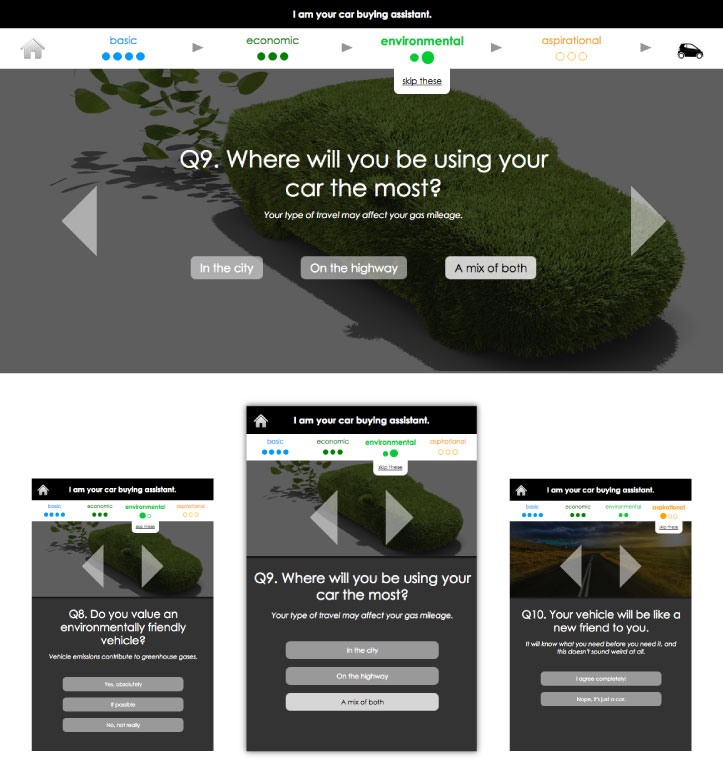 I am your car buying assistant.
basic economic environmental aspirational
skip these
Q9. Where will you be using your
car the most?
Your type of travel may affect your gas mileage.
In the city On the highway A mix of both
I am your car buying assistant.
basic economic environmental aspirational
skip these
Q8. Do you value an
environmentally friendly
vehicle?
Vehicle emissions contribute to greenhouse gases.
Yes, absolutely
If possible
No, not really
I am your car buying assistant.
basic economic environmental aspirational
skip these
Q9. Where will you be using your
car the most?
Your type of travel may affect your gas mileage.
In the city
On the highway
A mix of both
I am your car buying assistant.
basic economic environmental aspirational
skip these
Q10. Your vehicle will be like a
new friend to you.
It will know what you need before you need it, and
this doesn't sound weird at all.
I agree completely!
Nope, it's just a car.